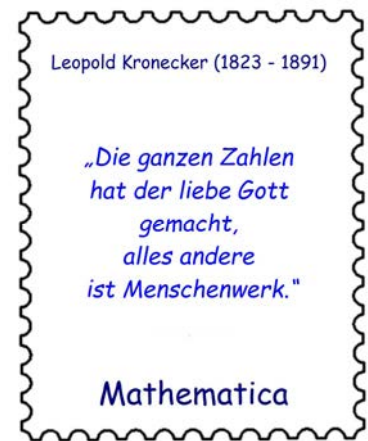 Leopold Kronecker (1823 - 1891)
„Die ganzen Zahlen
hat der liebe Gott
gemacht,
alles andere
ist Menschenwerk.“
Mathematica